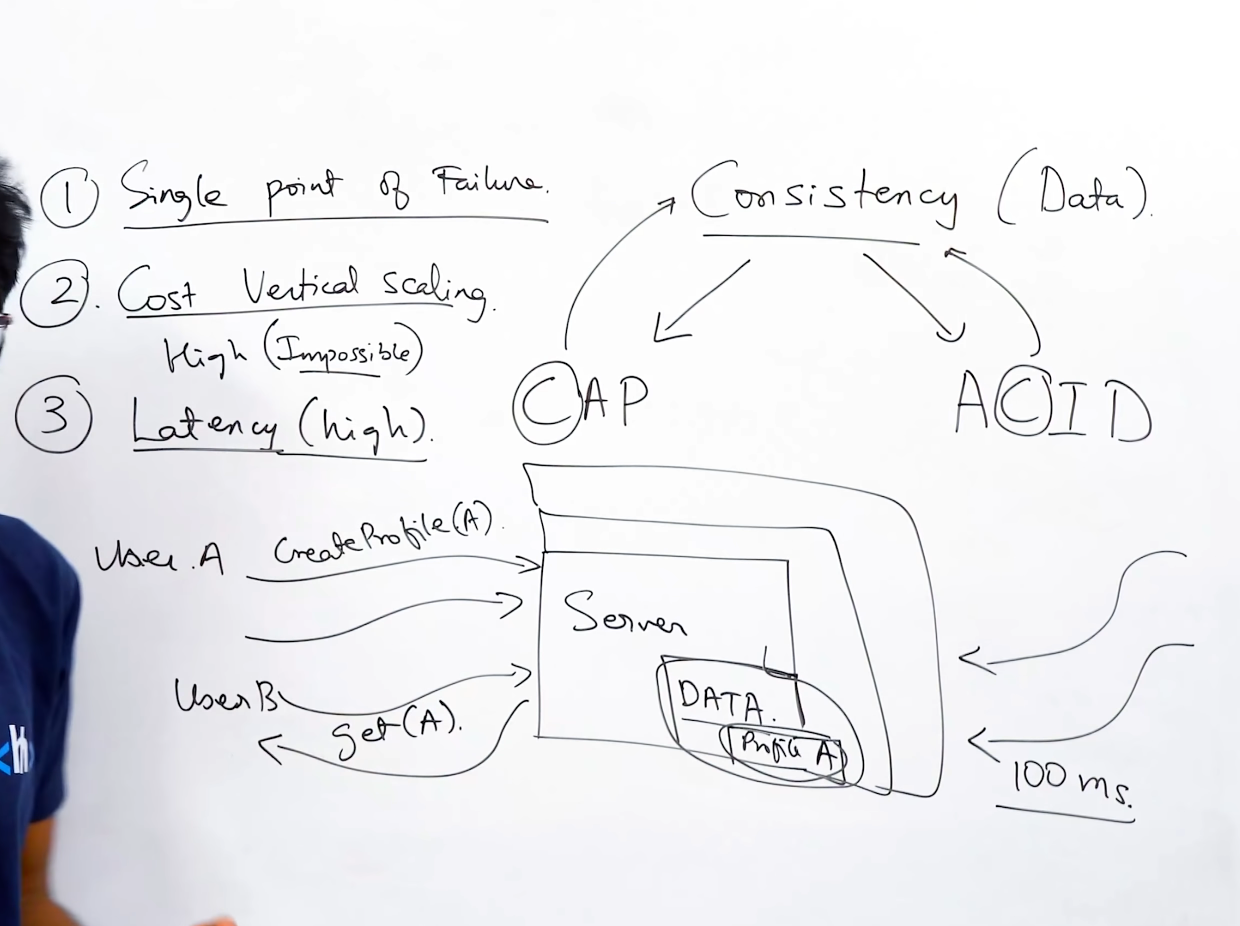 ① Single point of Failure.
②. Cost Vertical scaling.
High (Impossible)
③ Latency (high).
Consistency (Data).
CAP
ACID
User.A CreateProfile(A).
User B
get(A).
Server
DATA.
Profile A
100 ms.